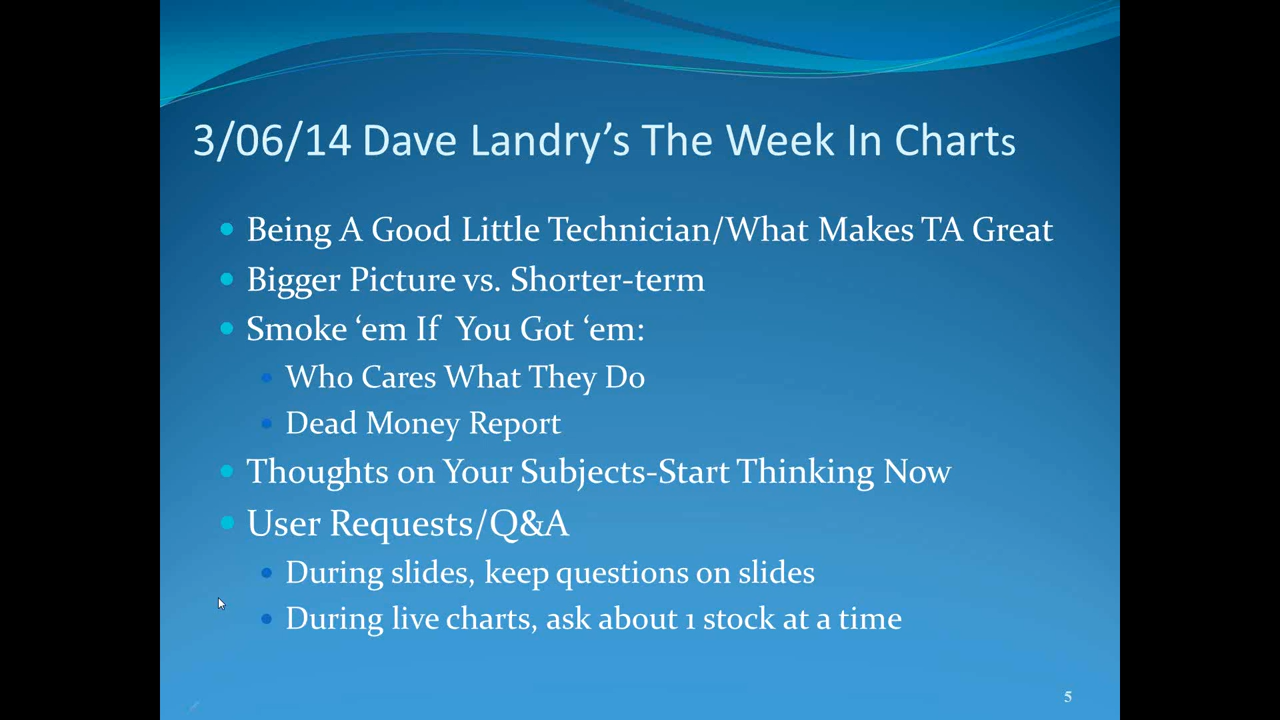 3/06/14 Dave Landry’s The Week In Charts
Being A Good Little Technician/What Makes TA Great
Bigger Picture vs. Shorter-term
Smoke ‘em If You Got ‘em:
Who Cares What They Do
Dead Money Report
Thoughts on Your Subjects-Start Thinking Now
User Requests/Q&A
During slides, keep questions on slides
During live charts, ask about 1 stock at a time
5